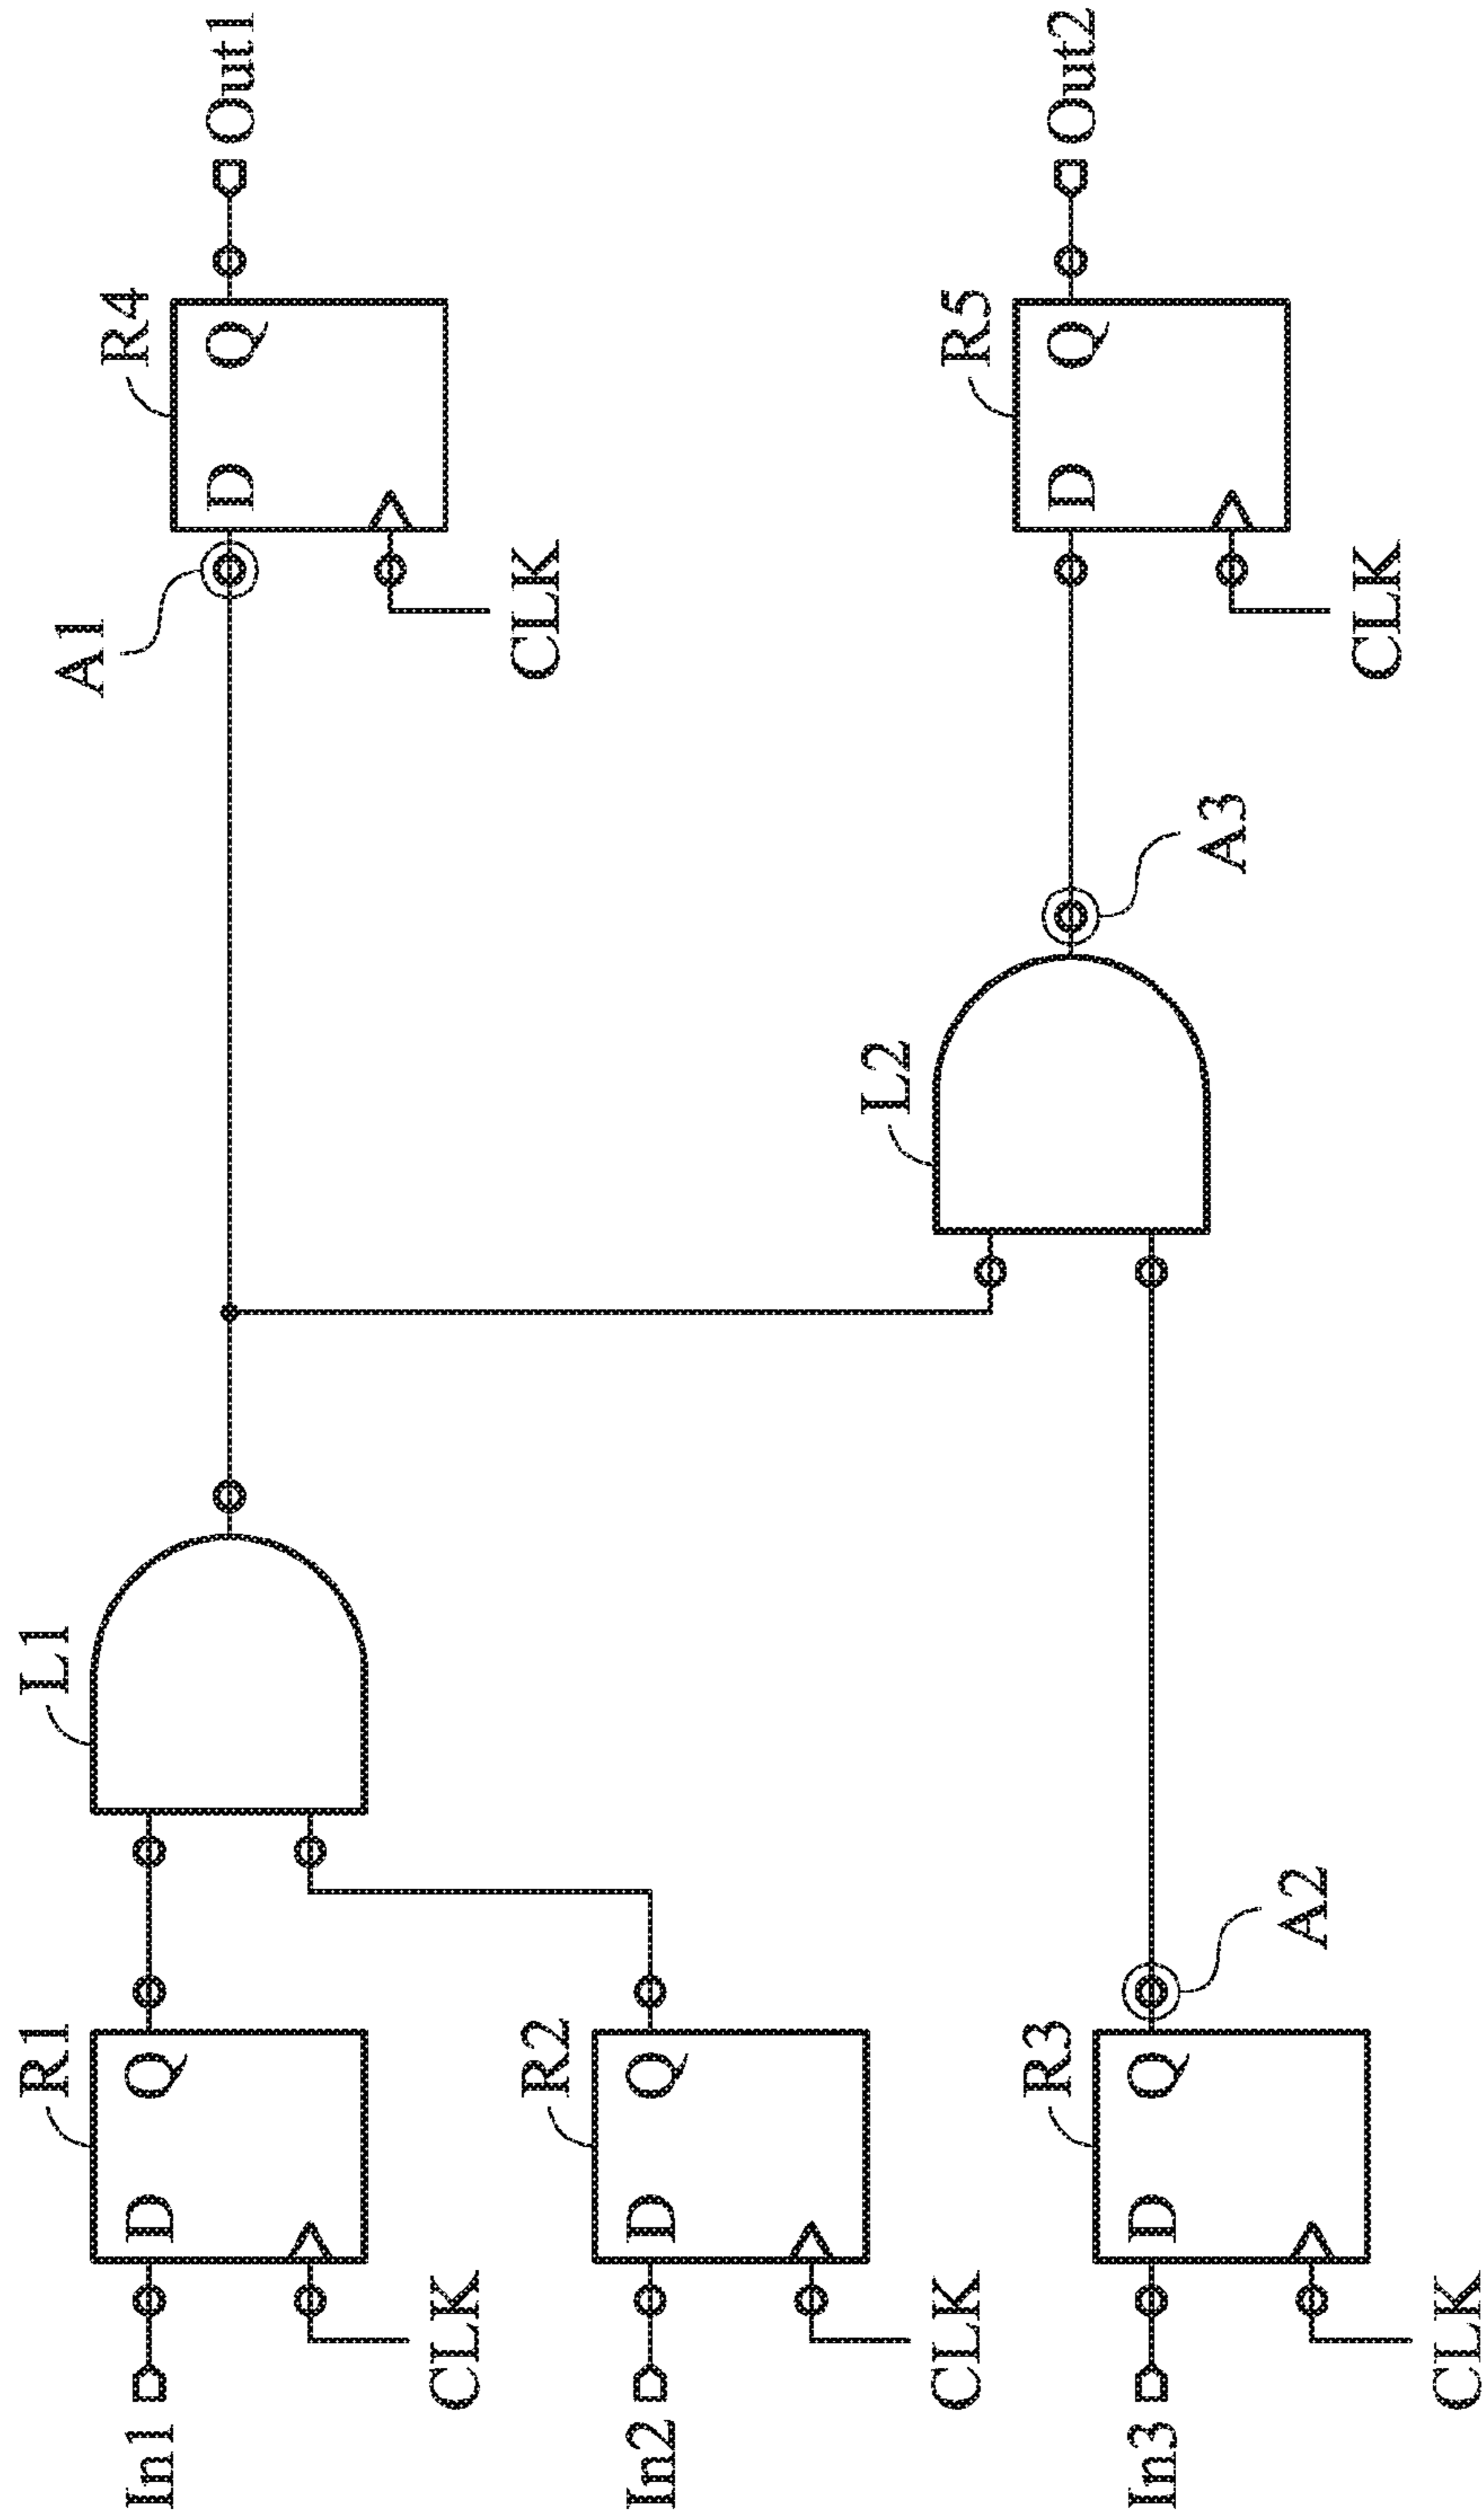 In1
D
Q
R1
CLK
L1
A1
D
Q
R4
CLK
Out1
In2
D
Q
R2
CLK
In3
D
Q
R3
CLK
A2
L2
A3
D
Q
R5
CLK
Out2